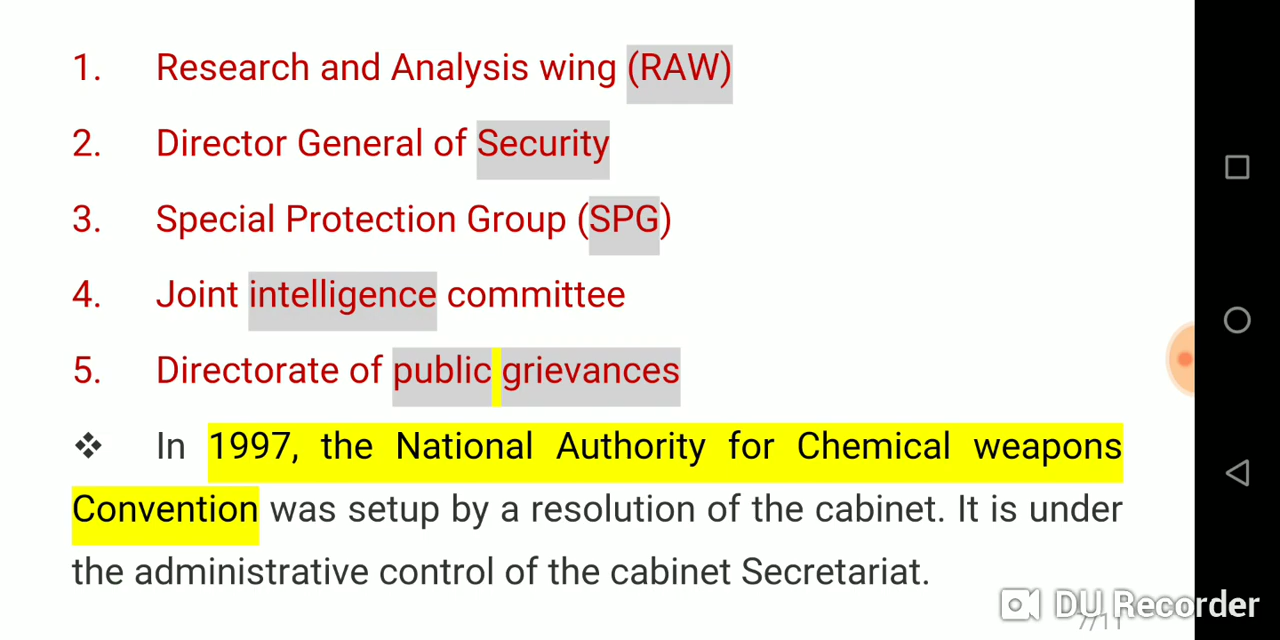 1. Research and Analysis wing (RAW)
2. Director General of Security
3. Special Protection Group (SPG)
4. Joint intelligence committee
5. Directorate of public grievances
❖ In 1997, the National Authority for Chemical weapons
Convention was setup by a resolution of the cabinet. It is under
the administrative control of the cabinet Secretariat.
DU Recorder
7/11